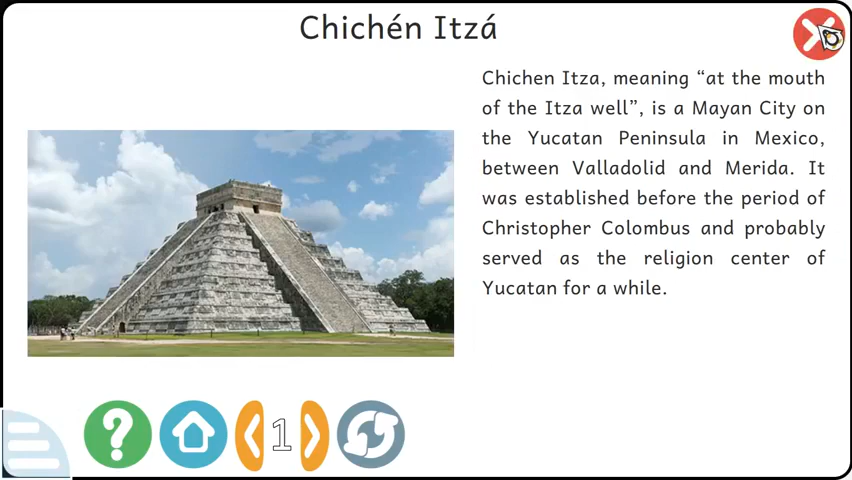 Chichén Itzá
Chichen Itza, meaning “at the mouth
of the Itza well”, is a Mayan City on
the Yucatan Peninsula in Mexico,
between Valladolid and Merida. It
was established before the period of
Christopher Colombus and probably
served as the religion center of
Yucatan for a while.
? 1